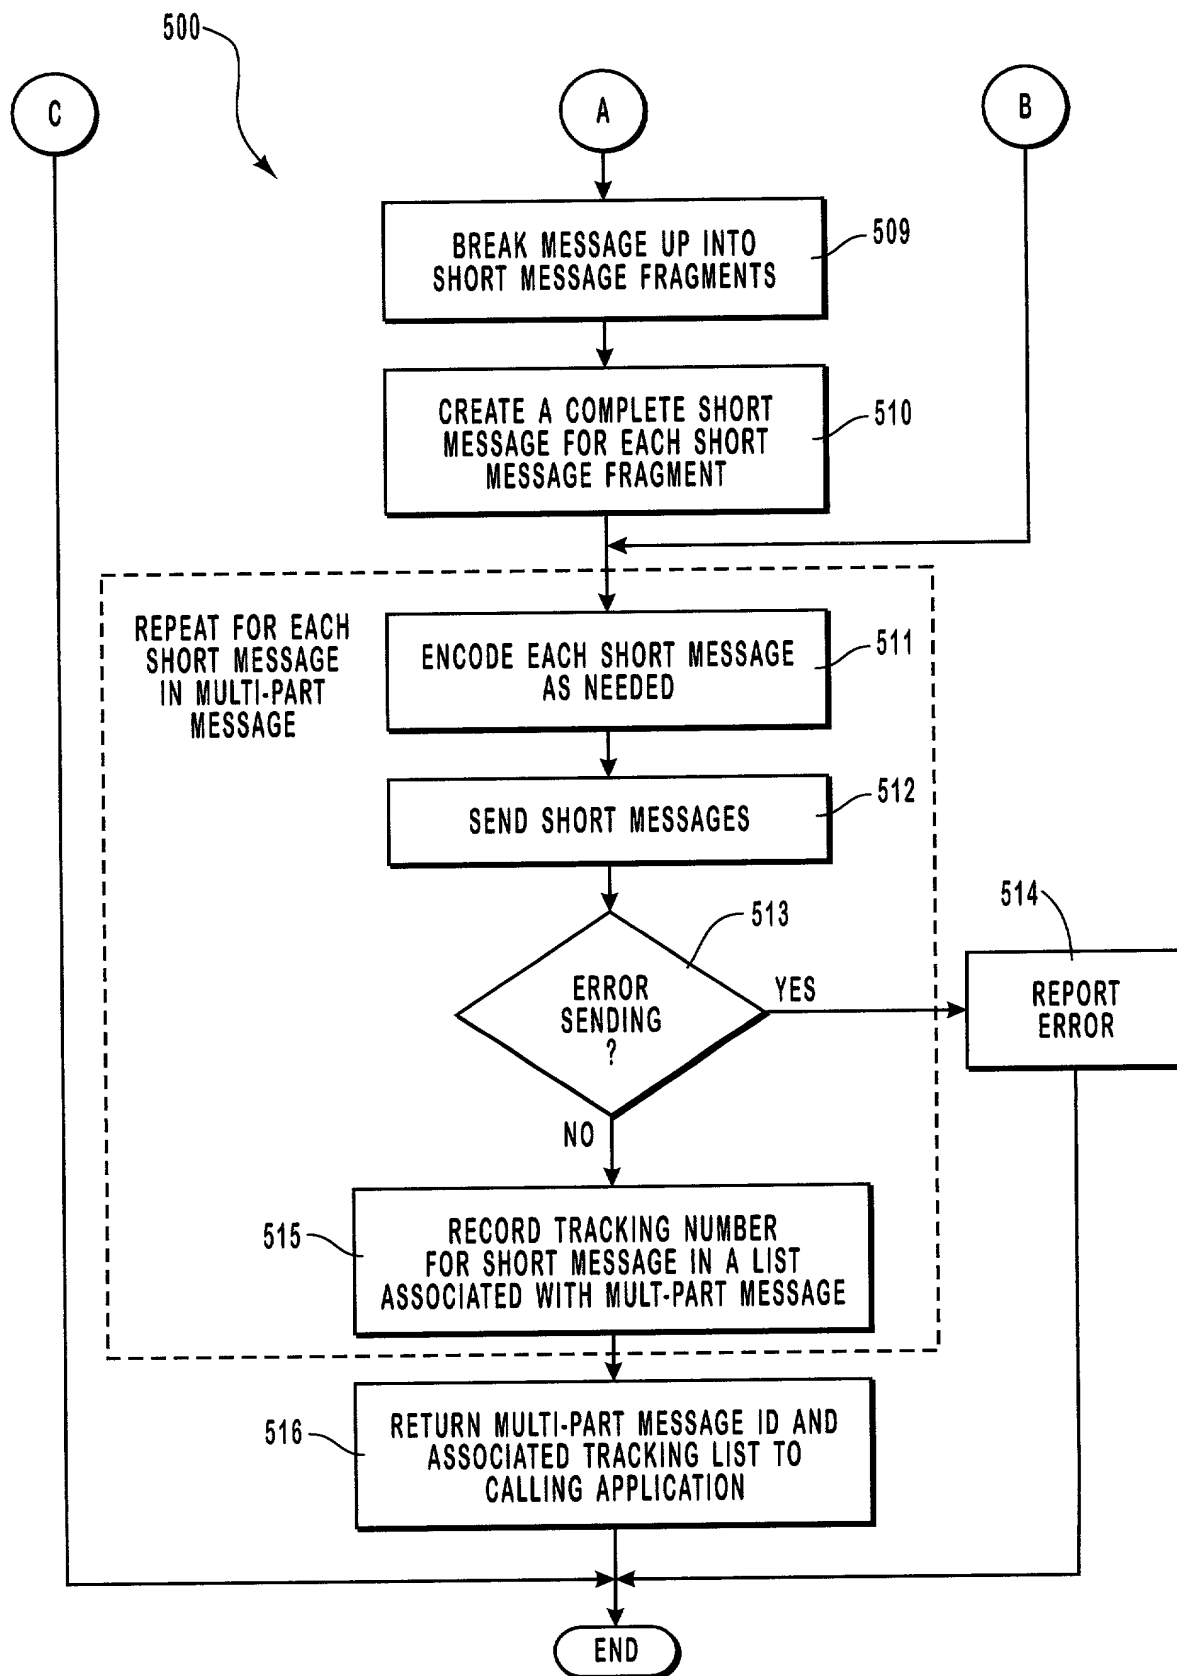 500
C
A
B
BREAK MESSAGE UP INTO
SHORT MESSAGE FRAGMENTS
509
CREATE A COMPLETE SHORT
MESSAGE FOR EACH SHORT
MESSAGE FRAGMENT
510
REPEAT FOR EACH
SHORT MESSAGE
IN MULTI-PART
MESSAGE
ENCODE EACH SHORT MESSAGE
AS NEEDED
511
SEND SHORT MESSAGES
512
ERROR
SENDING
?
513
YES
514
REPORT
ERROR
NO
515
RECORD TRACKING NUMBER
FOR SHORT MESSAGE IN A LIST
ASSOCIATED WITH MULT-PART MESSAGE
516
RETURN MULTI-PART MESSAGE ID AND
ASSOCIATED TRACKING LIST TO
CALLING APPLICATION
END